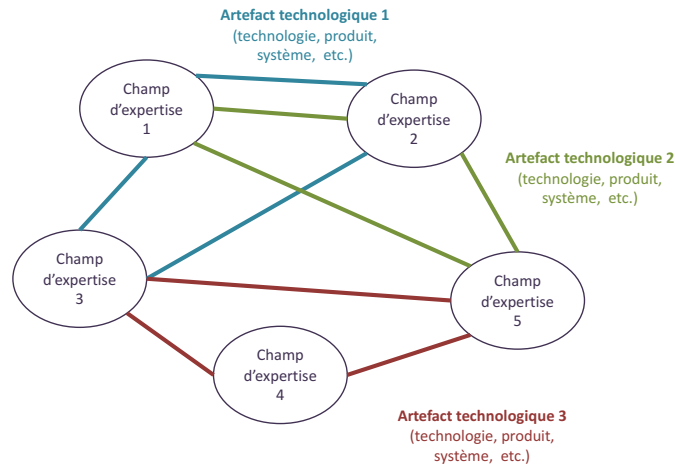 Artefact technologique 1
(technologie, produit,
système, etc.)
Champ
d'expertise
1
Champ
d'expertise
2
Artefact technologique 2
(technologie, produit,
système, etc.)
Champ
d'expertise
3
Champ
d'expertise
5
Champ
d'expertise
4
Artefact technologique 3
(technologie, produit,
système, etc.)